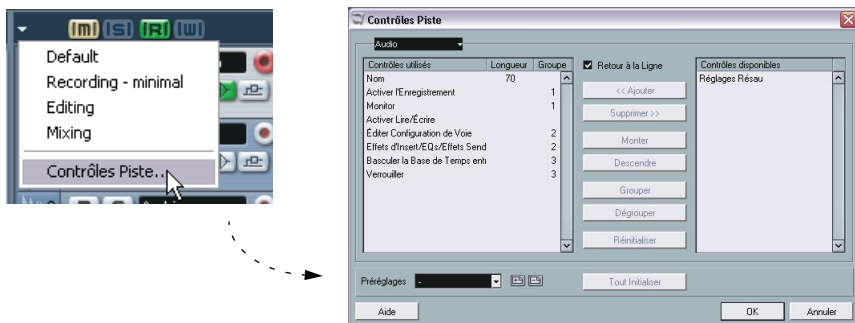 [m] [S] [R] [W]
Default
Recording - minimal
Editing
Mixing
Contrôles Piste...
Contrôles Piste
Audio
Contrôles utilisés Longueur Groupe
Nom 70
Activer l'Enregistrement 1
Monitor 1
Activer Lire/Écrire
Éditer Configuration de Voie 2
Effets d'Insert/EQs/Effets Send 2
Basculer la Base de Temps entr 3
Verrouiller 3
Retour à la Ligne
<< Ajouter
Supprimer >>
Monter
Descendre
Grouper
Dégrouper
Réinitialiser
Contrôles disponibles
Réglages Résau
Préréglages -
Tout Initialiser
Aide
OK
Annuler